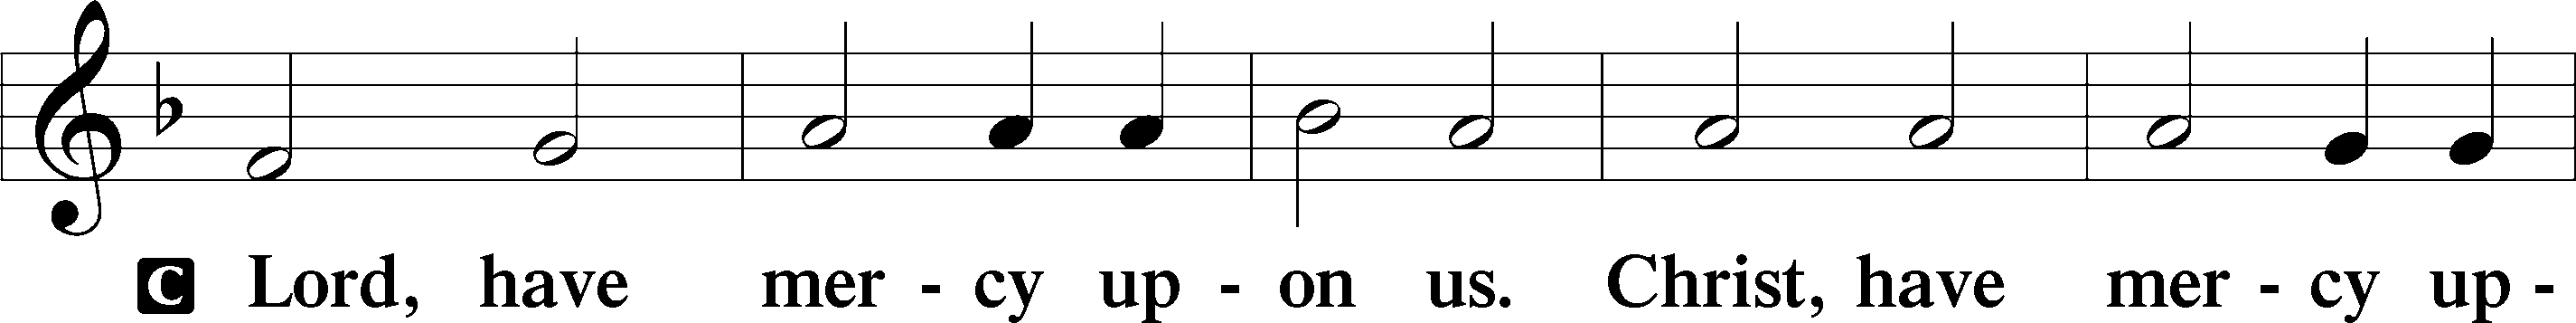 C Lord, have mer - cy up - on us. Christ, have mer - cy up -